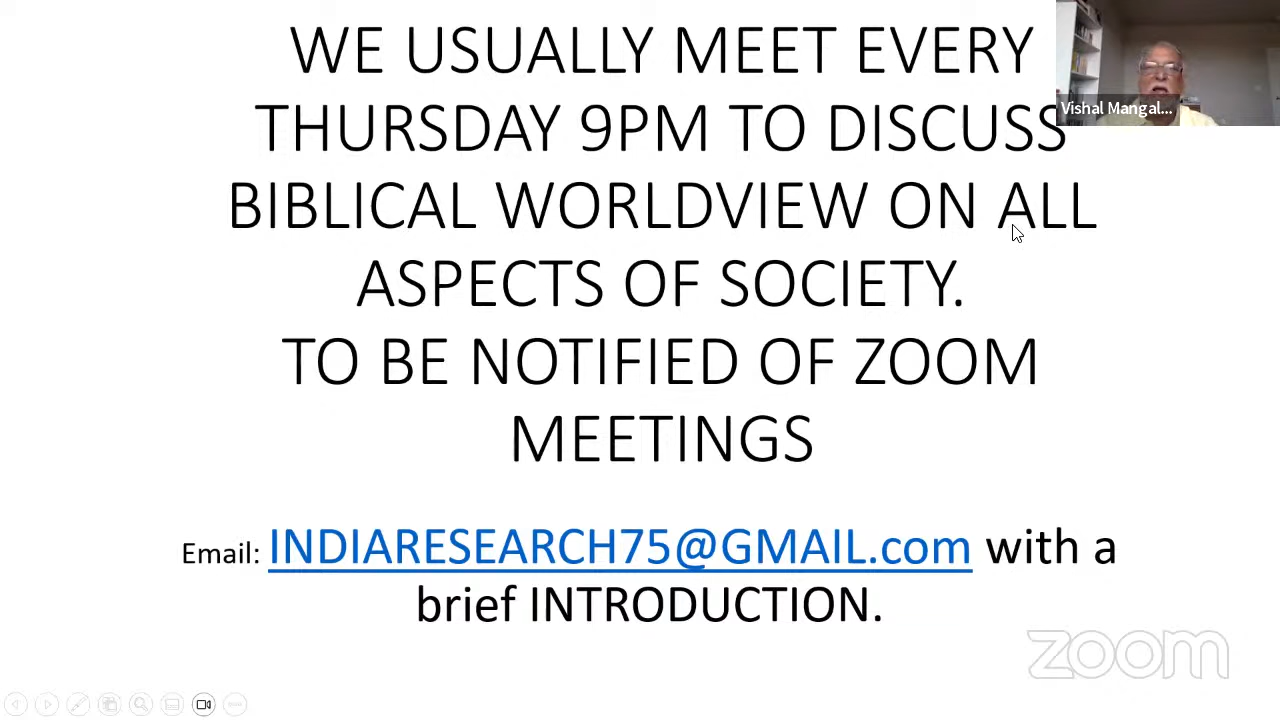 WE USUALLY MEET EVERY
THURSDAY 9PM TO DISCUSS
BIBLICAL WORLDVIEW ON ALL
ASPECTS OF SOCIETY.
TO BE NOTIFIED OF ZOOM
MEETINGS
Email: INDIARESEARCH75@GMAIL.com with a
brief INTRODUCTION.
Vishal Mangal...
zoom